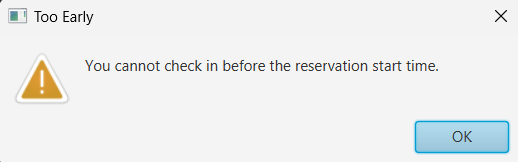 Too Early
You cannot check in before the reservation start time.
OK